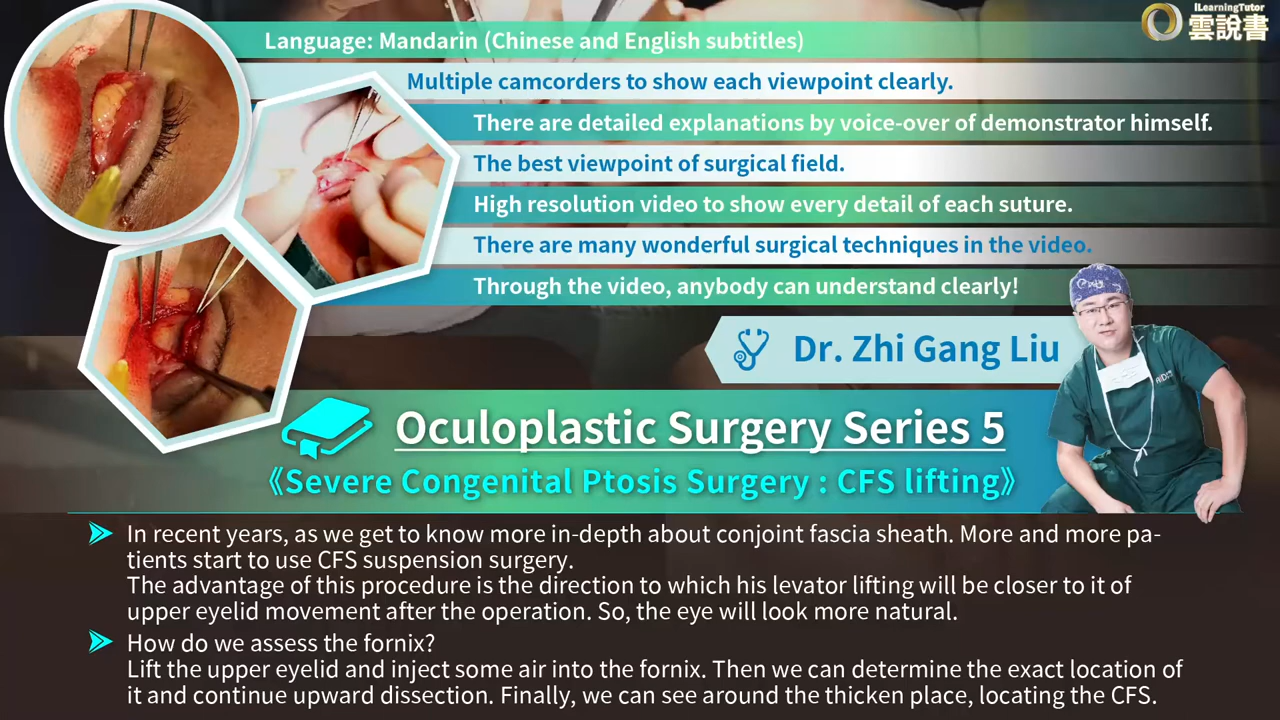 iLearningTutor
雲說書
Language: Mandarin (Chinese and English subtitles)
Multiple camcorders to show each viewpoint clearly.
There are detailed explanations by voice-over of demonstrator himself.
The best viewpoint of surgical field.
High resolution video to show every detail of each suture.
There are many wonderful surgical techniques in the video.
Through the video, anybody can understand clearly!
Dr. Zhi Gang Liu
Oculoplastic Surgery Series 5
《Severe Congenital Ptosis Surgery : CFS lifting》
In recent years, as we get to know more in-depth about conjoint fascia sheath. More and more pa-
tients start to use CFS suspension surgery.
The advantage of this procedure is the direction to which his levator lifting will be closer to it of
upper eyelid movement after the operation. So, the eye will look more natural.
How do we assess the fornix?
Lift the upper eyelid and inject some air into the fornix. Then we can determine the exact location of
it and continue upward dissection. Finally, we can see around the thicken place, locating the CFS.